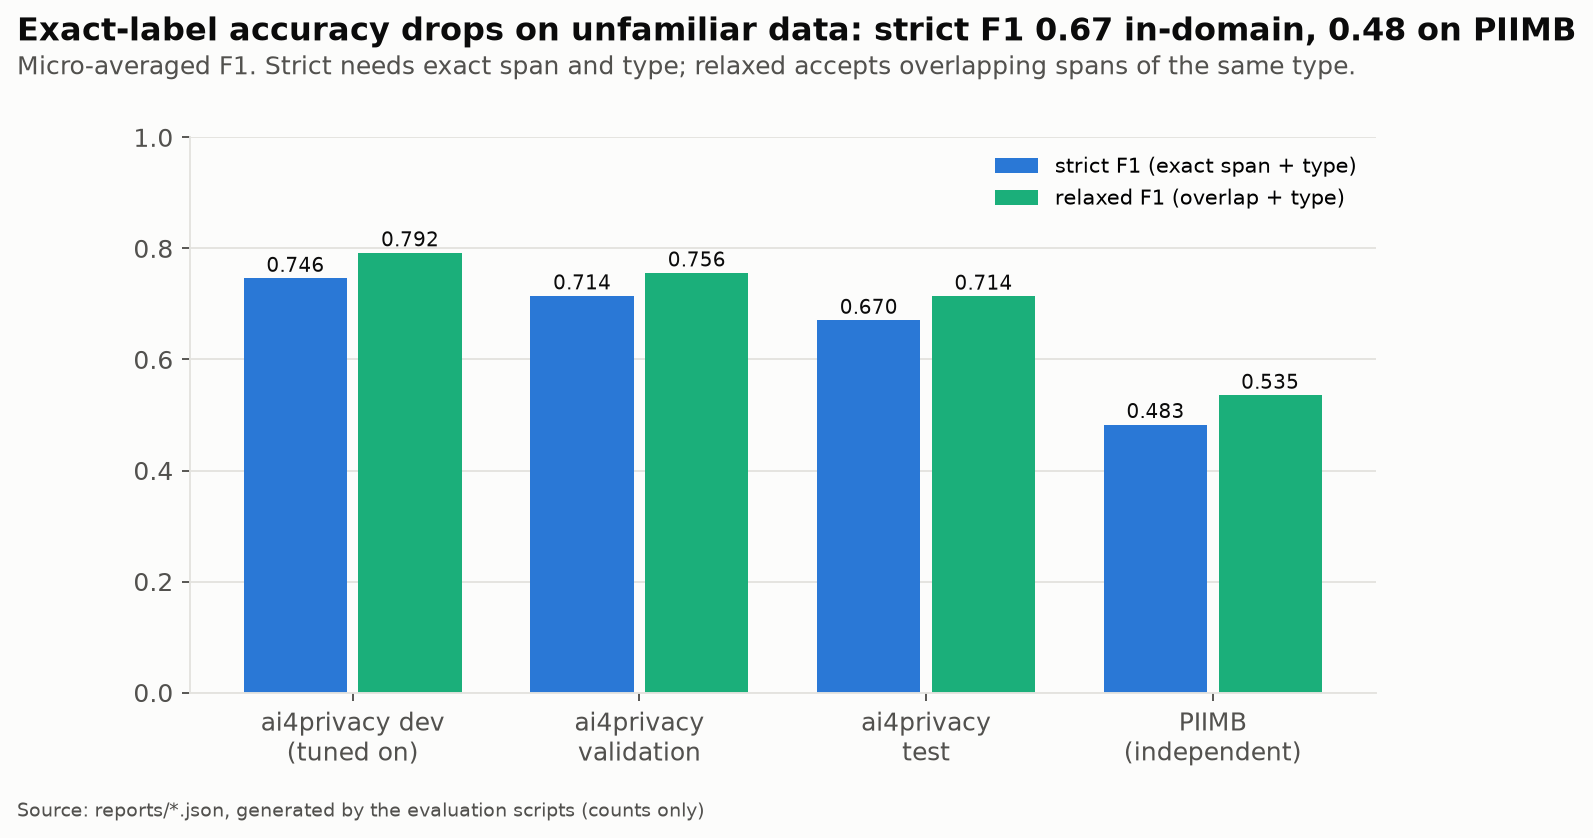 Exact-label accuracy drops on unfamiliar data: strict F1 0.67 in-domain, 0.48 on PIIMB
Micro-averaged F1. Strict needs exact span and type; relaxed accepts overlapping spans of the same type.
1.0
0.8
0.6
0.4
0.2
0.0
strict F1 (exact span + type)
relaxed F1 (overlap + type)
0.746
0.792
0.714
0.756
0.670
0.714
0.483
0.535
ai4privacy dev
(tuned on)
ai4privacy
validation
ai4privacy
test
PIIMB
(independent)
Source: reports/*.json, generated by the evaluation scripts (counts only)